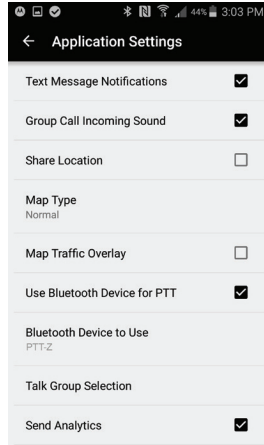 44% 3:03 PM
Application Settings
Text Message Notifications
Group Call Incoming Sound
Share Location
Map Type
Normal
Map Traffic Overlay
Use Bluetooth Device for PTT
Bluetooth Device to Use
PTT-Z
Talk Group Selection
Send Analytics